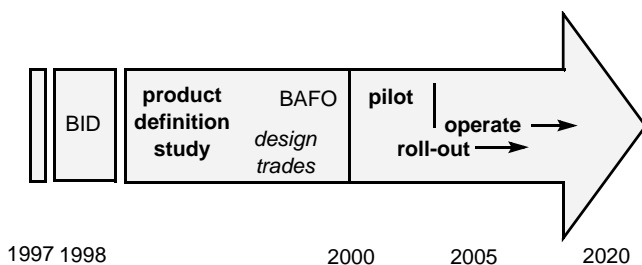 BID
product
definition
study
BAFO
design
trades
pilot
operate
roll-out
1997 1998 2000 2005 2020